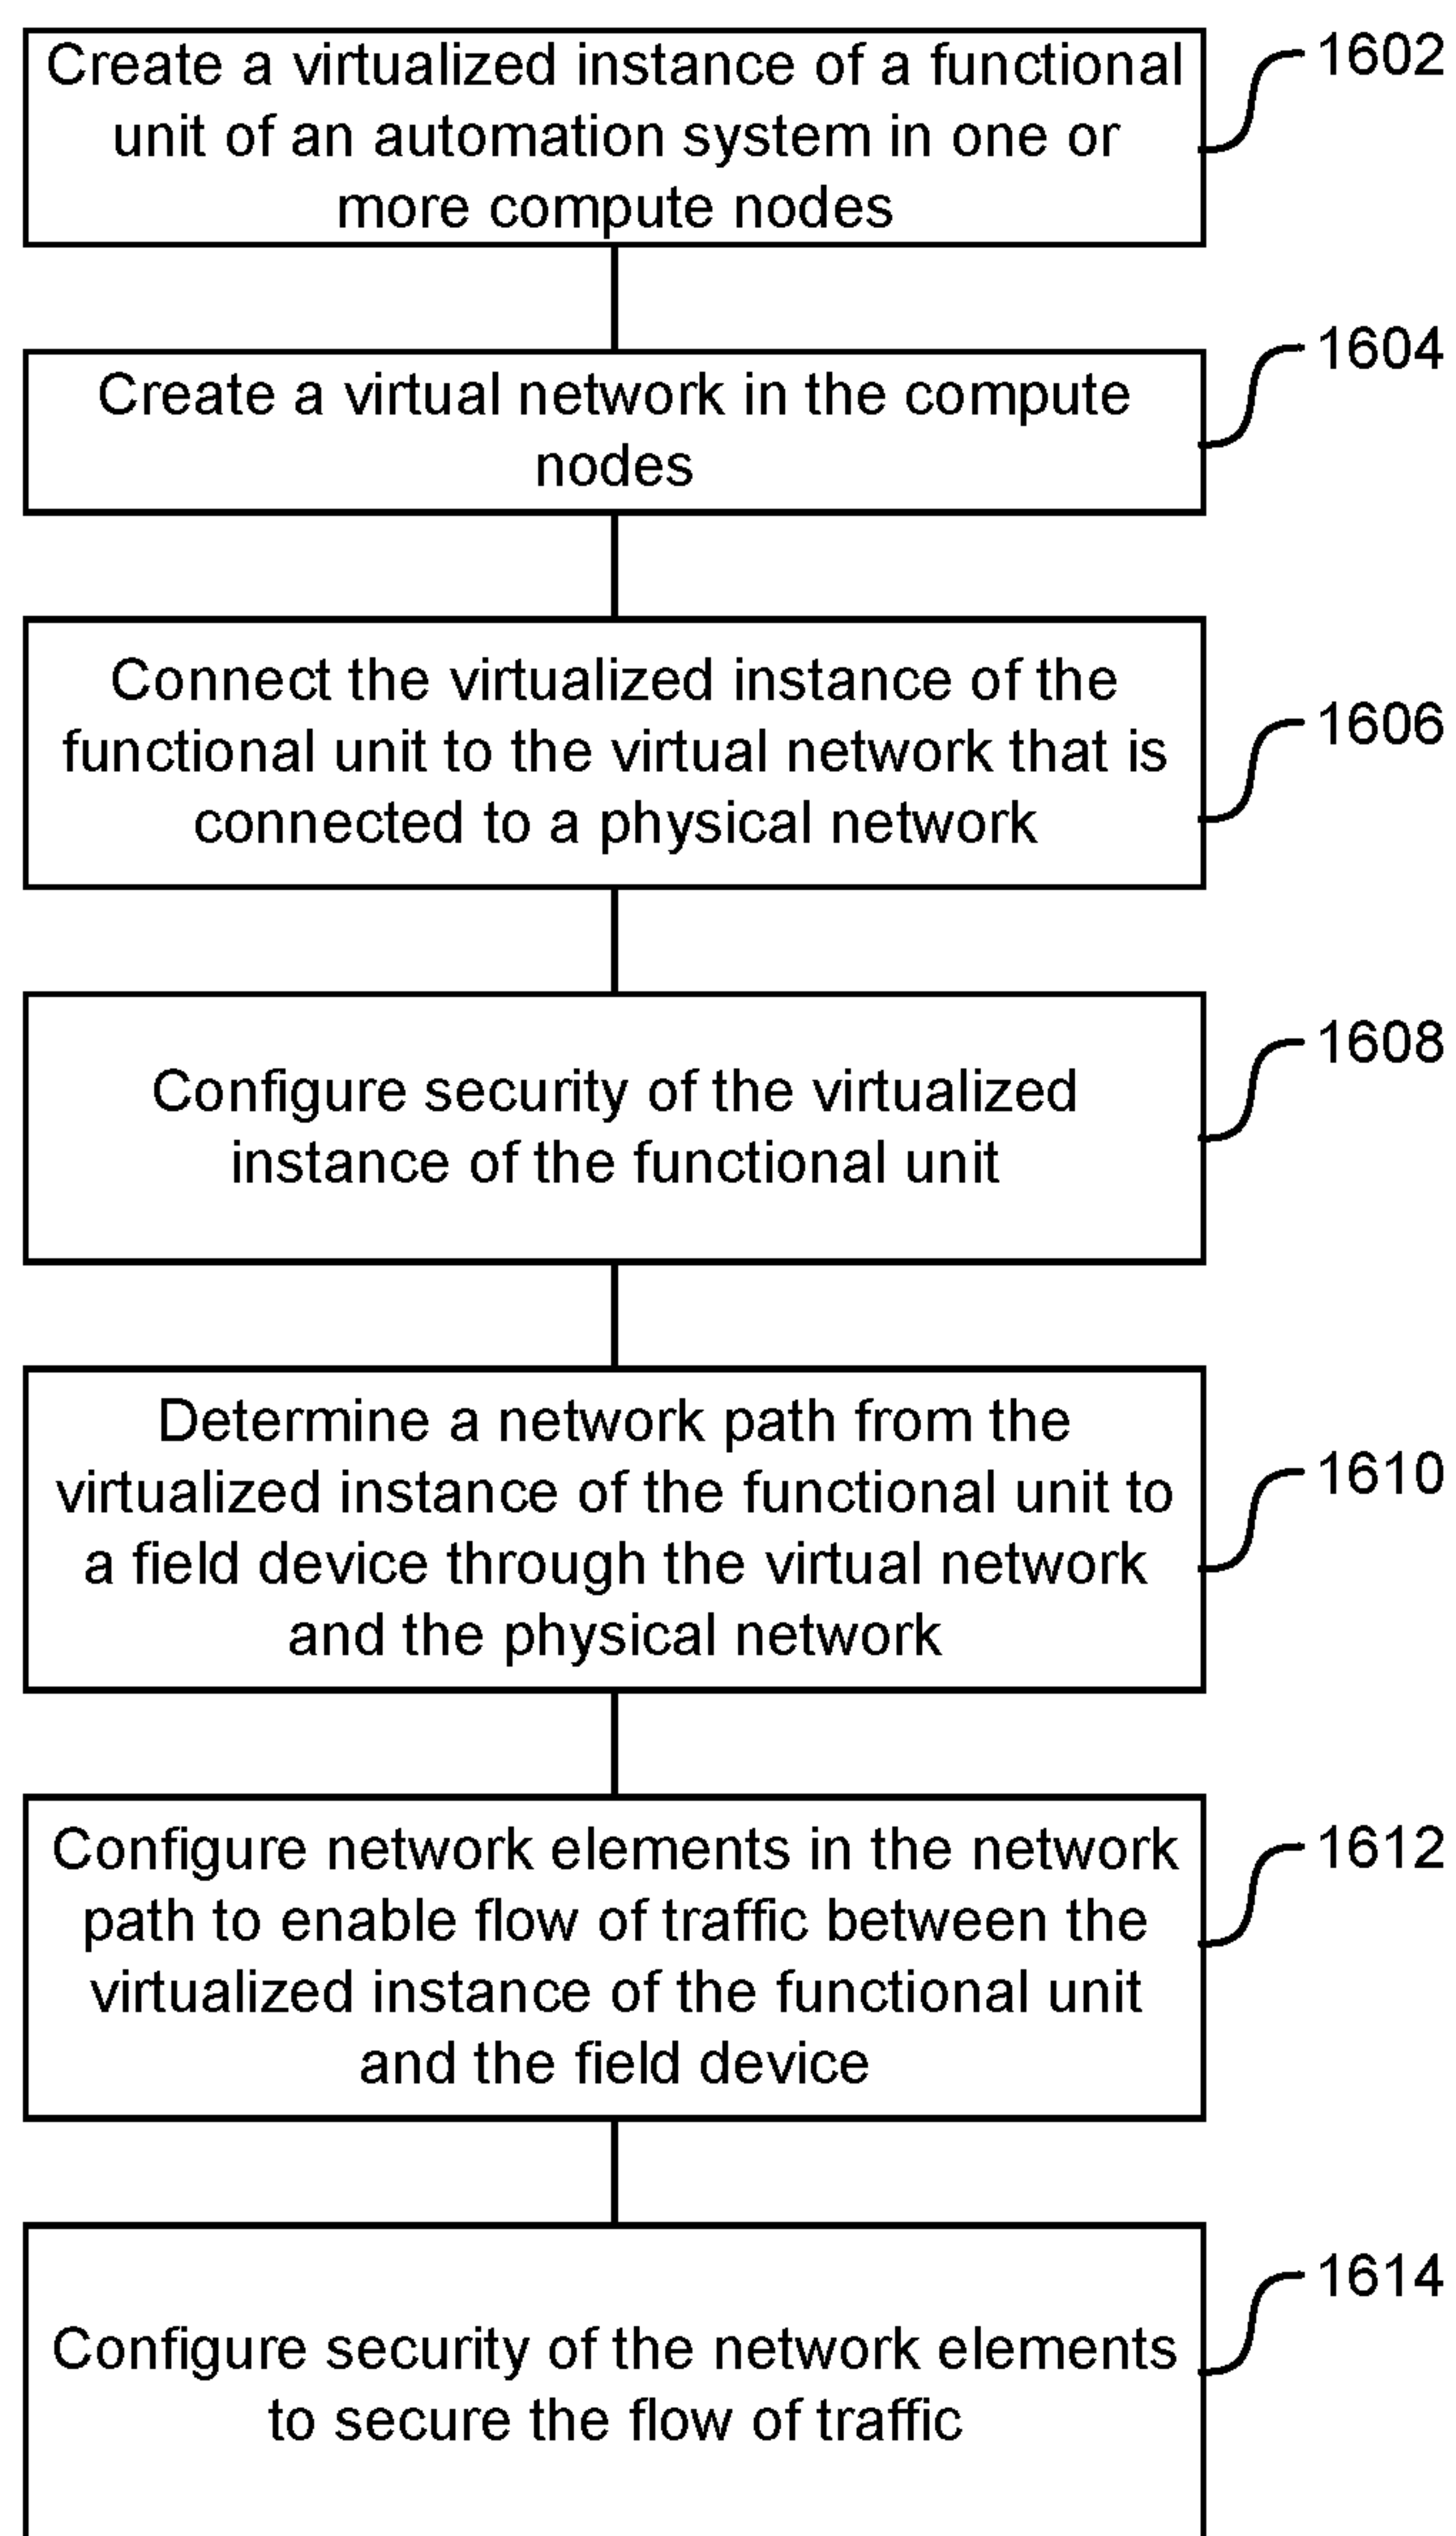 Create a virtualized instance of a functional
unit of an automation system in one or
more compute nodes
1602
Create a virtual network in the compute
nodes
1604
Connect the virtualized instance of the
functional unit to the virtual network that is
connected to a physical network
1606
Configure security of the virtualized
instance of the functional unit
1608
Determine a network path from the
virtualized instance of the functional unit to
a field device through the virtual network
and the physical network
1610
Configure network elements in the network
path to enable flow of traffic between the
virtualized instance of the functional unit
and the field device
1612
Configure security of the network elements
to secure the flow of traffic
1614